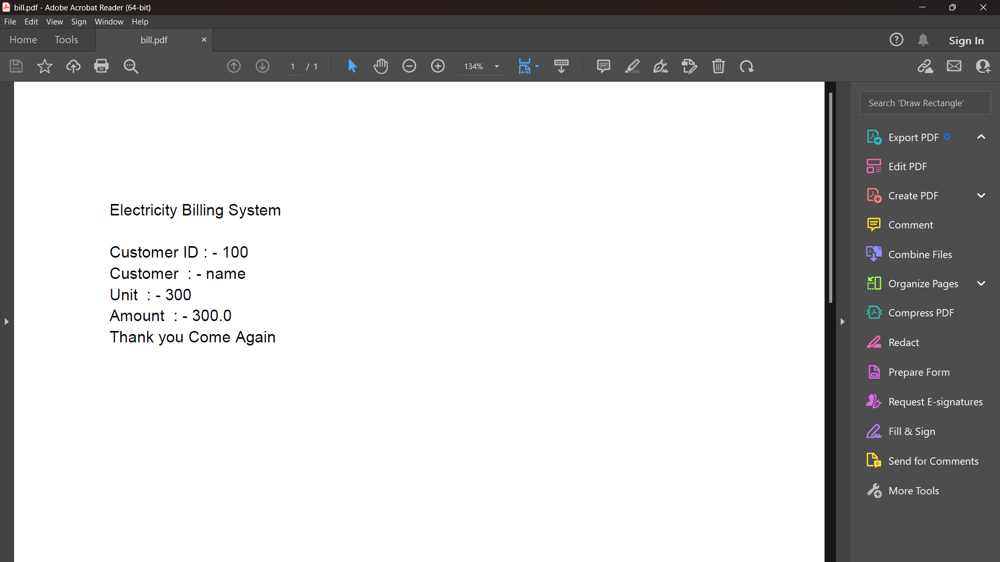 bill.pdf - Adobe Acrobat Reader (64-bit)
File Edit View Sign Window Help
Home Tools bill.pdf Sign In
1 / 1 134%
Search 'Draw Rectangle'
Export PDF
Edit PDF
Create PDF
Comment
Combine Files
Organize Pages
Compress PDF
Redact
Prepare Form
Request E-signatures
Fill & Sign
Send for Comments
More Tools
Electricity Billing System
Customer ID : - 100
Customer  : - name
Unit  : - 300
Amount  : - 300.0
Thank you Come Again